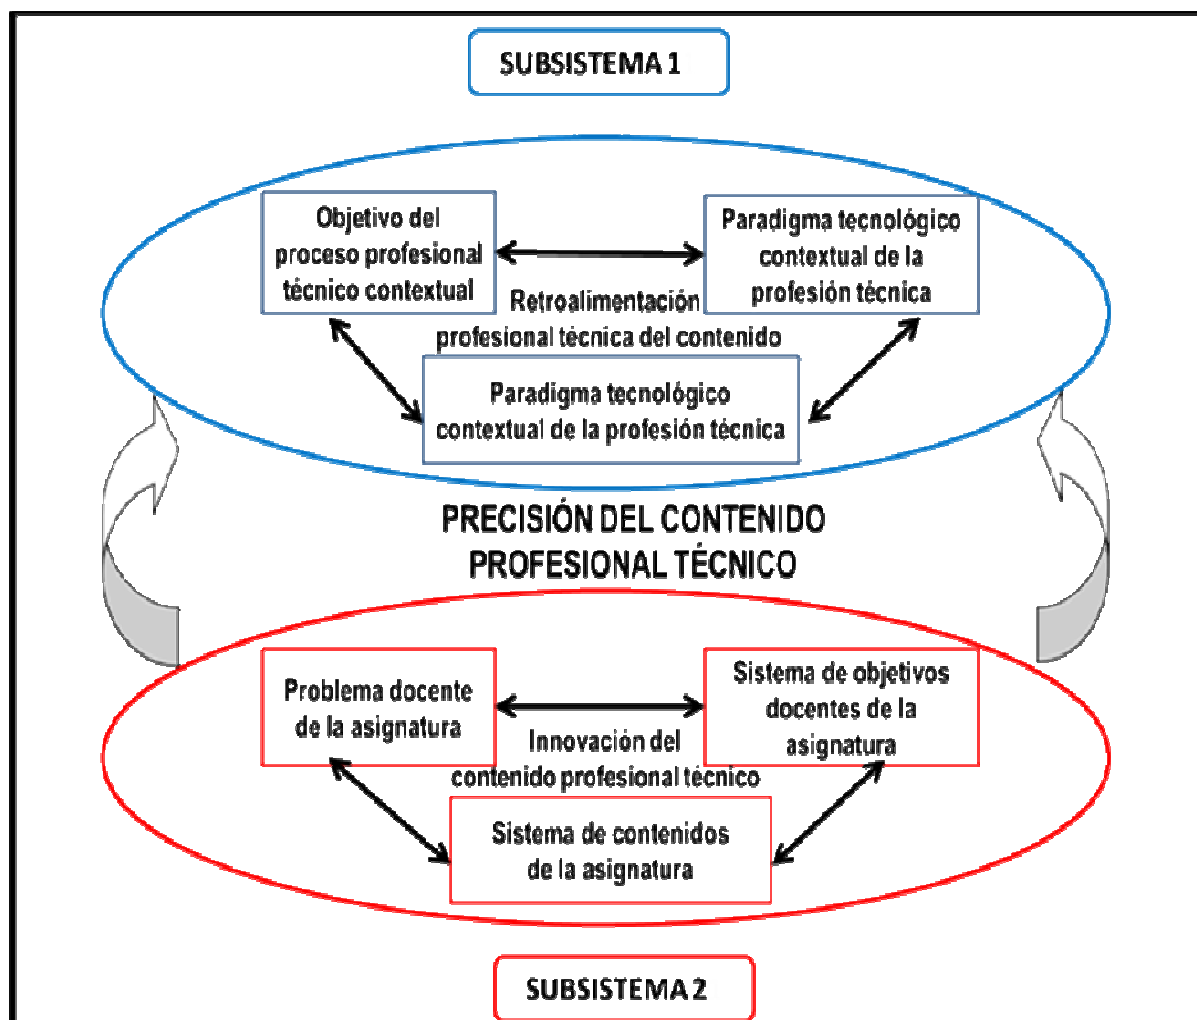 SUBSISTEMA 1
Objetivo del
proceso profesional
técnico contextual
Paradigma tecnológico
contextual de la
profesión técnica
Retroalimentación
profesional técnica del contenido
Paradigma tecnológico
contextual de la profesión técnica
PRECISIÓN DEL CONTENIDO
PROFESIONAL TÉCNICO
Problema docente
de la asignatura
Sistema de objetivos
docentes de la
asignatura
Innovación del
contenido profesional técnico
Sistema de contenidos
de la asignatura
SUBSISTEMA 2